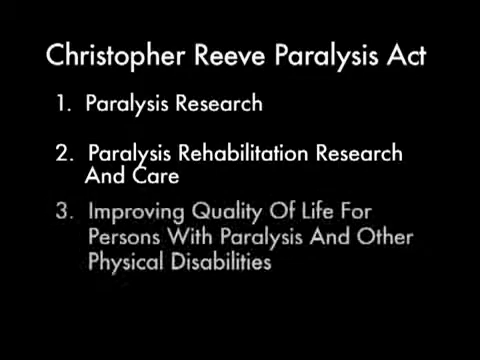 Christopher Reeve Paralysis Act
1. Paralysis Research
2. Paralysis Rehabilitation Research
And Care
3. Improving Quality Of Life For
Persons With Paralysis And Other
Physical Disabilities